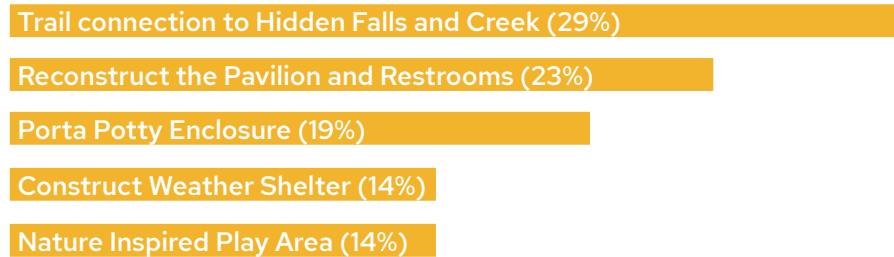 Trail connection to Hidden Falls and Creek (29%)
Reconstruct the Pavilion and Restrooms (23%)
Porta Potty Enclosure (19%)
Construct Weather Shelter (14%)
Nature Inspired Play Area (14%)